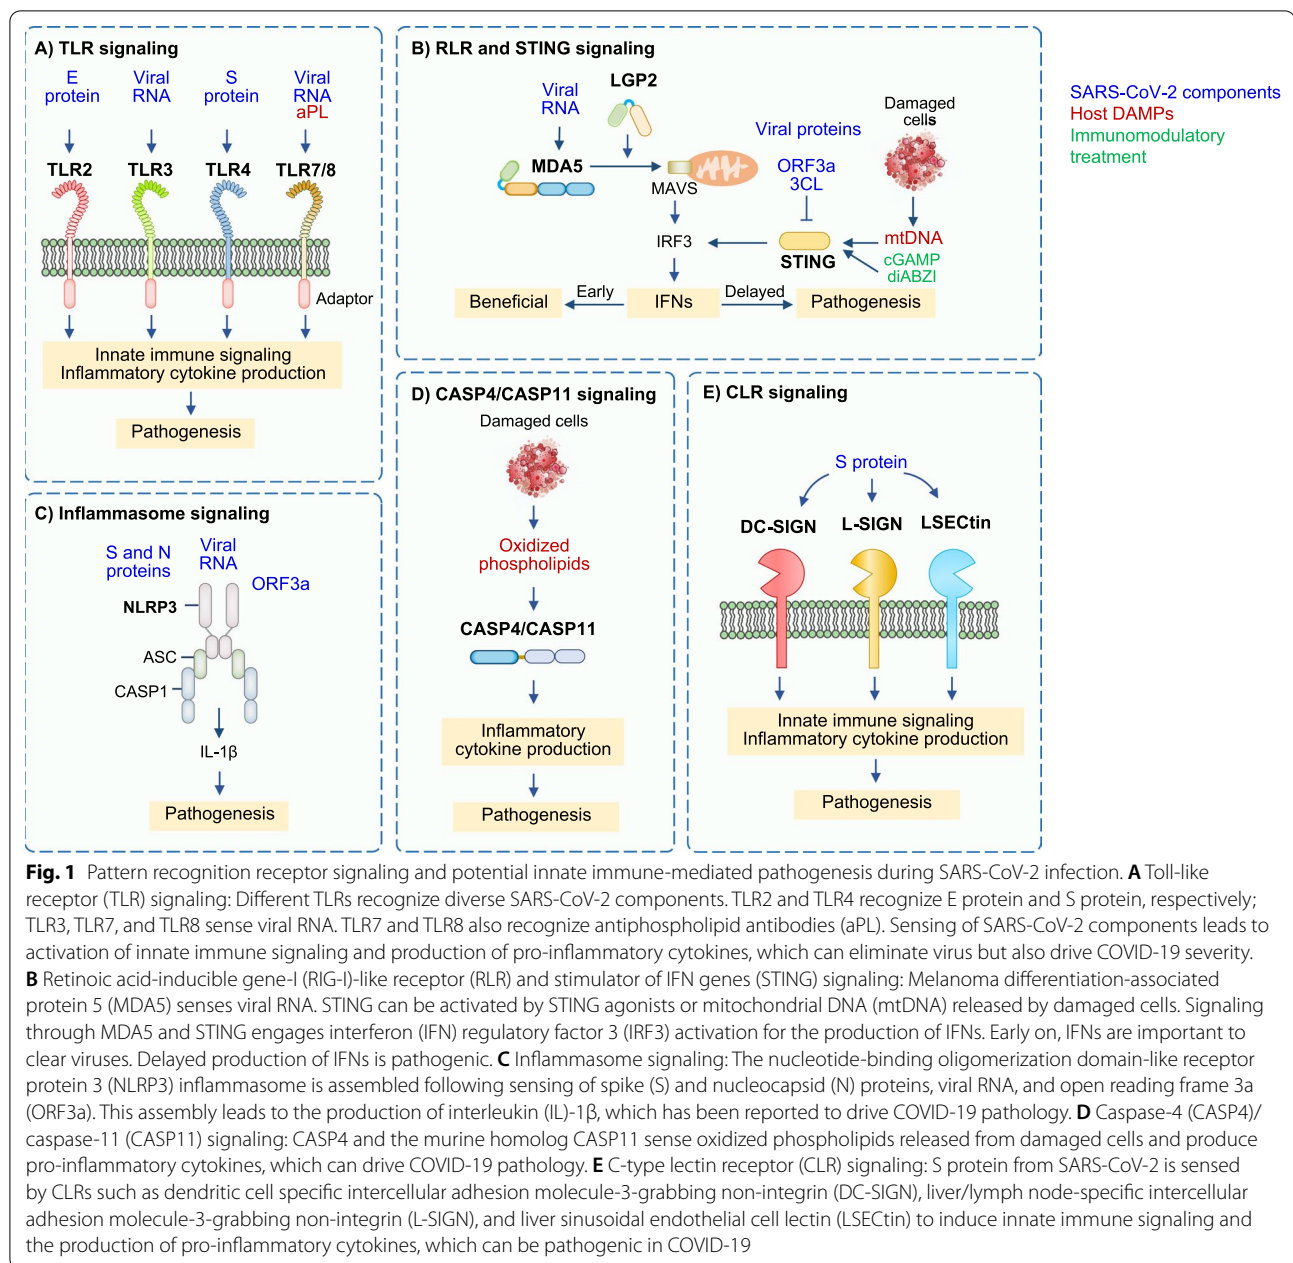 A) TLR signaling
E
protein
Viral
RNA
S
protein
Viral
RNA
aPL
TLR2
TLR3
TLR4
TLR7/8
Adaptor
Innate immune signaling
Inflammatory cytokine production
Pathogenesis
B) RLR and STING signaling
Viral
RNA
LGP2
MDA5
MAVS
Viral proteins
ORF3a
3CL
Damaged
cells
IRF3
STING
mtDNA
cGAMP
diABZI
Beneficial
Early
IFNs
Delayed
Pathogenesis
SARS-CoV-2 components
Host DAMPs
Immunomodulatory
treatment
C) Inflammasome signaling
S and N
proteins
Viral
RNA
ORF3a
NLRP3
ASC
CASP1
IL-1β
Pathogenesis
D) CASP4/CASP11 signaling
Damaged cells
Oxidized
phospholipids
CASP4/CASP11
Inflammatory
cytokine production
Pathogenesis
E) CLR signaling
S protein
DC-SIGN
L-SIGN
LSECtin
Innate immune signaling
Inflammatory cytokine production
Pathogenesis
Fig. 1 Pattern recognition receptor signaling and potential innate immune-mediated pathogenesis during SARS-CoV-2 infection. A Toll-like
receptor (TLR) signaling: Different TLRs recognize diverse SARS-CoV-2 components. TLR2 and TLR4 recognize E protein and S protein, respectively;
TLR3, TLR7, and TLR8 sense viral RNA. TLR7 and TLR8 also recognize antiphospholipid antibodies (aPL). Sensing of SARS-CoV-2 components leads to
activation of innate immune signaling and production of pro-inflammatory cytokines, which can eliminate virus but also drive COVID-19 severity.
B Retinoic acid-inducible gene-I (RIG-I)-like receptor (RLR) and stimulator of IFN genes (STING) signaling: Melanoma differentiation-associated
protein 5 (MDA5) senses viral RNA. STING can be activated by STING agonists or mitochondrial DNA (mtDNA) released by damaged cells. Signaling
through MDA5 and STING engages interferon (IFN) regulatory factor 3 (IRF3) activation for the production of IFNs. Early on, IFNs are important to
clear viruses. Delayed production of IFNs is pathogenic. C Inflammasome signaling: The nucleotide-binding oligomerization domain-like receptor
protein 3 (NLRP3) inflammasome is assembled following sensing of spike (S) and nucleocapsid (N) proteins, viral RNA, and open reading frame 3a
(ORF3a). This assembly leads to the production of interleukin (IL)-1β, which has been reported to drive COVID-19 pathology. D Caspase-4 (CASP4)/
caspase-11 (CASP11) signaling: CASP4 and the murine homolog CASP11 sense oxidized phospholipids released from damaged cells and produce
pro-inflammatory cytokines, which can drive COVID-19 pathology. E C-type lectin receptor (CLR) signaling: S protein from SARS-CoV-2 is sensed
by CLRs such as dendritic cell specific intercellular adhesion molecule-3-grabbing non-integrin (DC-SIGN), liver/lymph node-specific intercellular
adhesion molecule-3-grabbing non-integrin (L-SIGN), and liver sinusoidal endothelial cell lectin (LSECtin) to induce innate immune signaling and
the production of pro-inflammatory cytokines, which can be pathogenic in COVID-19